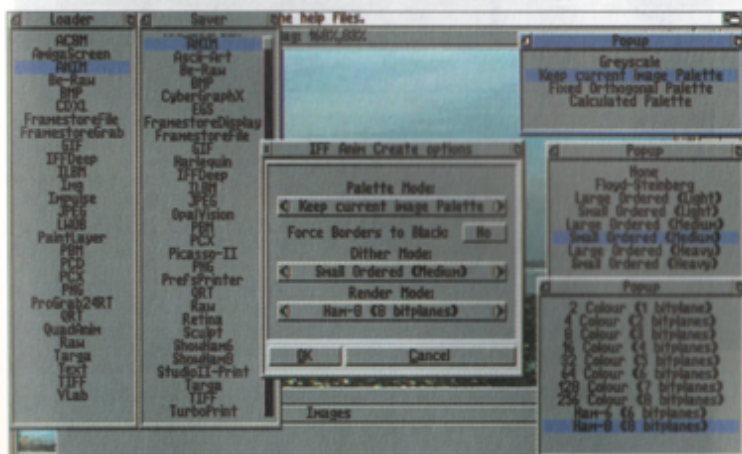 Loader
ACBM
AmigaScreen
ANIM
Be-Raw
BMP
CDXL
FramestoreFile
FramestoreGrab
GIF
IFFDeep
ILBM
Img
Impulse
JPEG
LWOB
PaintLayer
PBM
PCD
PCX
PNG
ProGrab24RT
QRT
QuadAnim
Raw
Targa
Text
TIFF
VLab
Saver
ANIM
Ascii-Art
Be-Raw
BMP
CyberGraphX
EGS
FramestoreDisplay
FramestoreFile
GIF
Harlequin
IFFDeep
ILBM
JPEG
OpalVision
PBM
PCX
Picasso-II
PNG
PrefsPrinter
QRT
Raw
Retina
Sculpt
ShowHam6
ShowHam8
StudioII-Print
Targa
TIFF
TurboPrint
he help files.
IFF Anim Create options
Palette Mode:
Keep current image Palette
Force Borders to Black: No
Dither Mode:
Small Ordered (Medium)
Render Mode:
Ham-8 (8 bitplanes)
OK Cancel
Images
Popup
Greyscale
Keep current image Palette
Fixed Orthogonal Palette
Calculated Palette
Popup
None
Floyd-Steinberg
Large Ordered (Light)
Small Ordered (Light)
Large Ordered (Medium)
Small Ordered (Medium)
Large Ordered (Heavy)
Small Ordered (Heavy)
Popup
2 Colour (1 bitplane)
4 Colour (2 bitplanes)
8 Colour (3 bitplanes)
16 Colour (4 bitplanes)
32 Colour (5 bitplanes)
64 Colour (6 bitplanes)
128 Colour (7 bitplanes)
256 Colour (8 bitplanes)
Ham-6 (6 bitplanes)
Ham-8 (8 bitplanes)